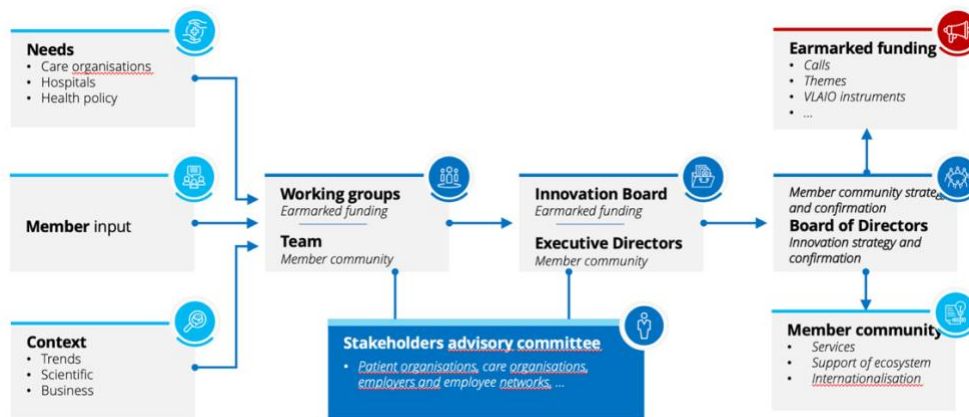 Needs
• Care organisations
• Hospitals
• Health policy
Member input
Context
• Trends
• Scientific
• Business
Working groups
Earmarked funding
Team
Member community
Innovation Board
Earmarked funding
Executive Directors
Member community
Stakeholders advisory committee
• Patient organisations, care organisations,
employers and employee networks, ...
Earmarked funding
• Calls
• Themes
• VLAIO instruments
• ...
Member community
and confirmation
Board of Directors
Innovation strategy and
confirmation
Member community
• Services
• Support of ecosystem
• Internationalisation